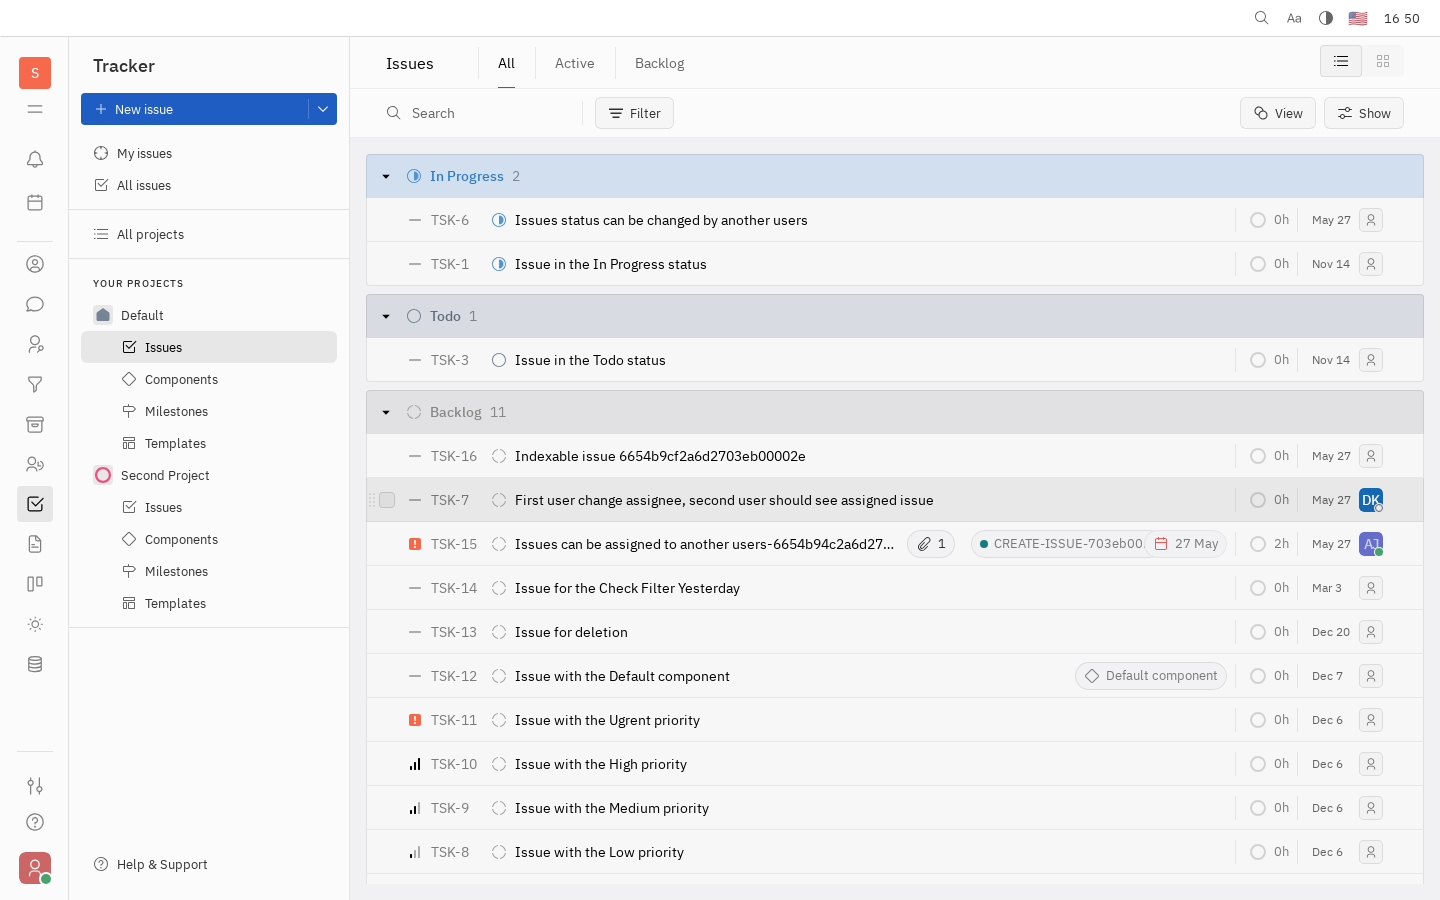 Aa
16 50
S
Tracker
New issue
My issues
All issues
All projects
YOUR PROJECTS
Default
Issues
Components
Milestones
Templates
Second Project
Issues
Components
Milestones
Templates
Help & Support
Issues
All
Active
Backlog
Search
Filter
View
Show
In Progress 2
TSK-6 Issues status can be changed by another users 0h May 27
TSK-1 Issue in the In Progress status 0h Nov 14
Todo 1
TSK-3 Issue in the Todo status 0h Nov 14
Backlog 11
TSK-16 Indexable issue 6654b9cf2a6d2703eb00002e 0h May 27
TSK-7 First user change assignee, second user should see assigned issue 0h May 27 DK
TSK-15 Issues can be assigned to another users-6654b94c2a6d27... 1 CREATE-ISSUE-703eb00... 27 May 2h May 27 AJ
TSK-14 Issue for the Check Filter Yesterday 0h Mar 3
TSK-13 Issue for deletion 0h Dec 20
TSK-12 Issue with the Default component Default component 0h Dec 7
TSK-11 Issue with the Ugrent priority 0h Dec 6
TSK-10 Issue with the High priority 0h Dec 6
TSK-9 Issue with the Medium priority 0h Dec 6
TSK-8 Issue with the Low priority 0h Dec 6